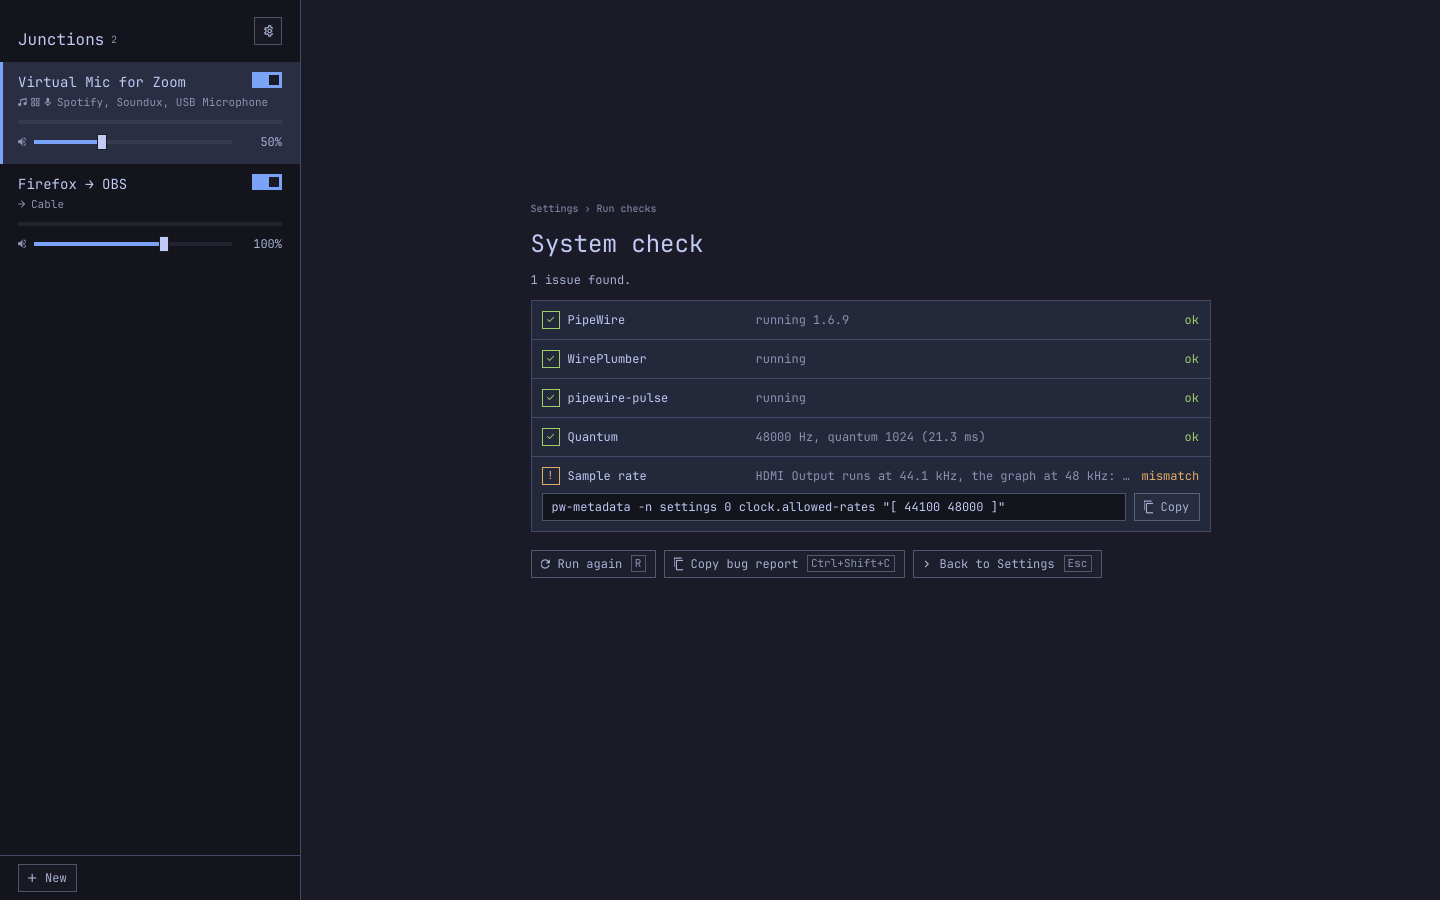 Junctions 2
Virtual Mic for Zoom
Spotify, Soundux, USB Microphone
50%
Firefox → OBS
→ Cable
100%
+ New
Settings › Run checks
System check
1 issue found.
PipeWire running 1.6.9 ok
WirePlumber running ok
pipewire-pulse running ok
Quantum 48000 Hz, quantum 1024 (21.3 ms) ok
! Sample rate HDMI Output runs at 44.1 kHz, the graph at 48 kHz: … mismatch
pw-metadata -n settings 0 clock.allowed-rates "[ 44100 48000 ]" Copy
Run again R Copy bug report Ctrl+Shift+C Back to Settings Esc